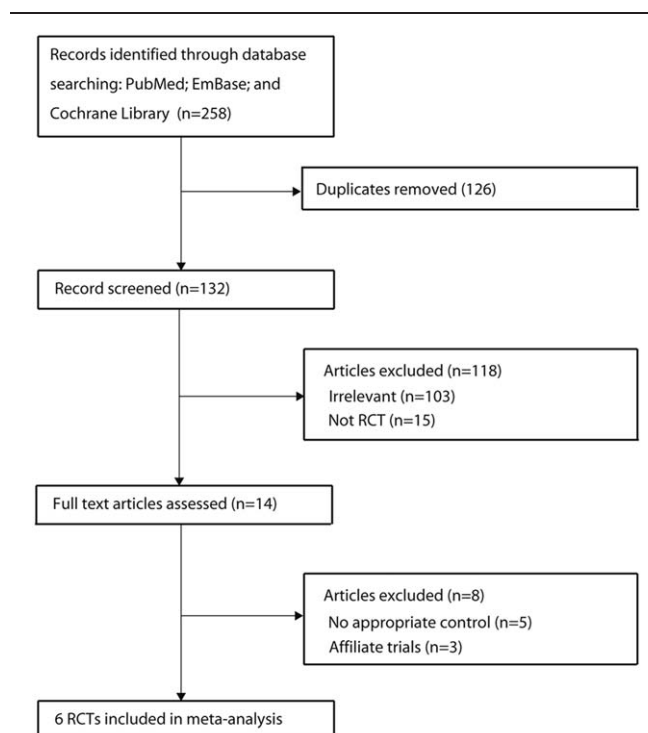 Records identified through database
searching: PubMed; EmBase; and
Cochrane Library (n=258)
Duplicates removed (126)
Record screened (n=132)
Articles excluded (n=118)
Irrelevant (n=103)
Not RCT (n=15)
Full text articles assessed (n=14)
Articles excluded (n=8)
No appropriate control (n=5)
Affiliate trials (n=3)
6 RCTs included in meta-analysis